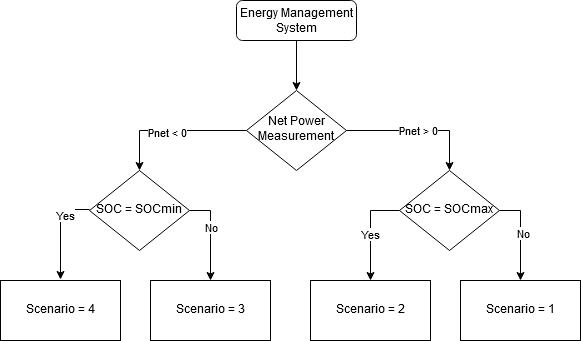 Energy Management
System
Net Power
Measurement
Pnet < 0
Pnet > 0
SOC = SOCmin
SOC = SOCmax
Yes
No
Yes
No
Scenario = 4
Scenario = 3
Scenario = 2
Scenario = 1